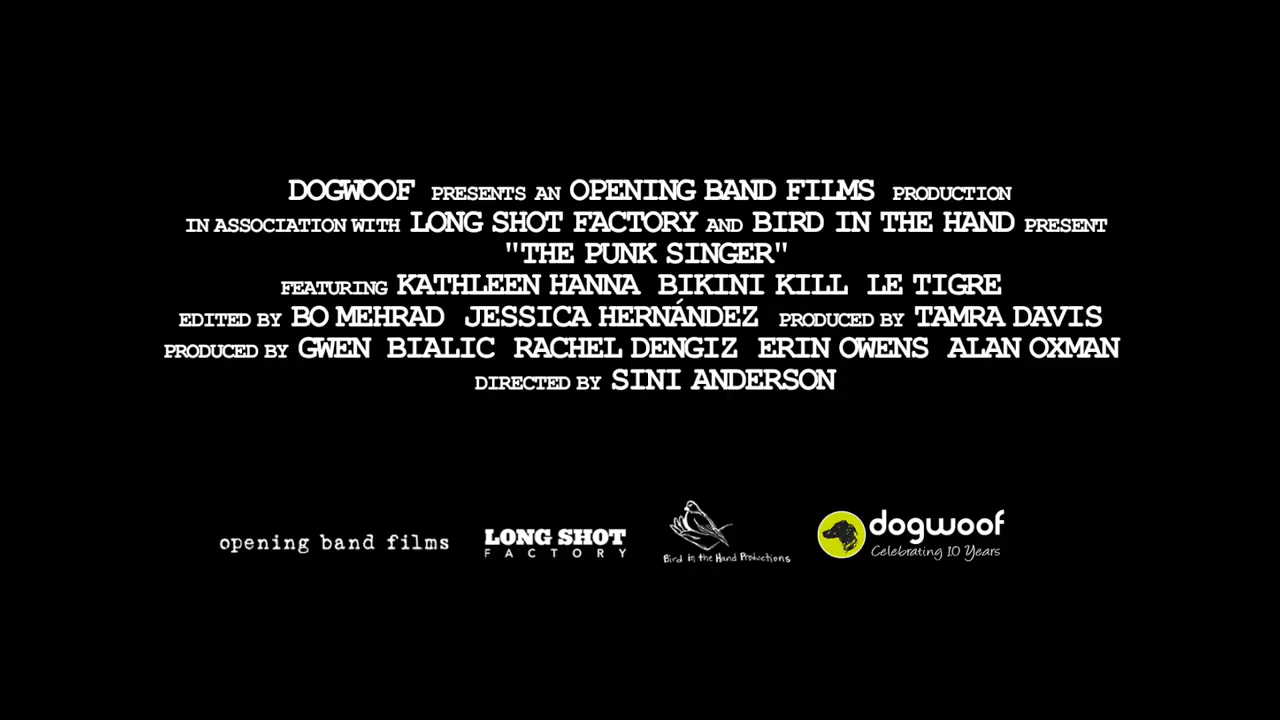 DOGWOOF PRESENTS AN OPENING BAND FILMS PRODUCTION
IN ASSOCIATION WITH LONG SHOT FACTORY AND BIRD IN THE HAND PRESENT
"THE PUNK SINGER"
FEATURING KATHLEEN HANNA BIKINI KILL LE TIGRE
EDITED BY BO MEHRAD JESSICA HERNÁNDEZ PRODUCED BY TAMRA DAVIS
PRODUCED BY GWEN BIALIC RACHEL DENGIZ ERIN OWENS ALAN OXMAN
DIRECTED BY SINI ANDERSON
opening band films
LONG SHOT
FACTORY
Bird in the Hand Productions
dogwoof
Celebrating 10 Years